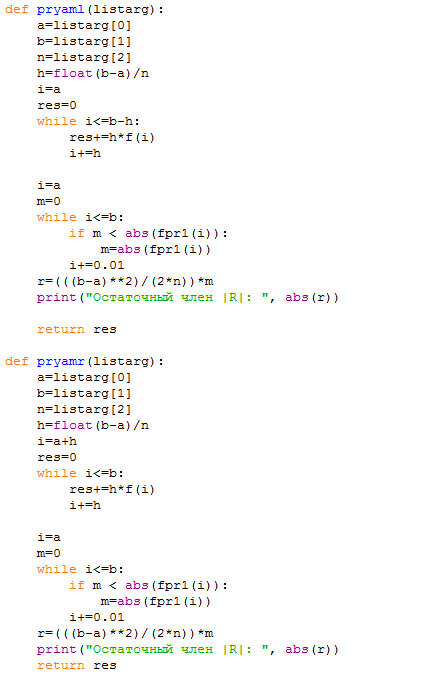 def pryaml(listarg):
    a=listarg[0]
    b=listarg[1]
    n=listarg[2]
    h=float(b-a)/n
    i=a
    res=0
    while i<=b-h:
        res+=h*f(i)
        i+=h

    i=a
    m=0
    while i<=b:
        if m < abs(fpr1(i)):
            m=abs(fpr1(i))
        i+=0.01
    r=(((b-a)**2)/(2*n))*m
    print("Остаточный член |R|: ", abs(r))

    return res

def pryamr(listarg):
    a=listarg[0]
    b=listarg[1]
    n=listarg[2]
    h=float(b-a)/n
    i=a+h
    res=0
    while i<=b:
        res+=h*f(i)
        i+=h

    i=a
    m=0
    while i<=b:
        if m < abs(fpr1(i)):
            m=abs(fpr1(i))
        i+=0.01
    r=(((b-a)**2)/(2*n))*m
    print("Остаточный член |R|: ", abs(r))
    return res